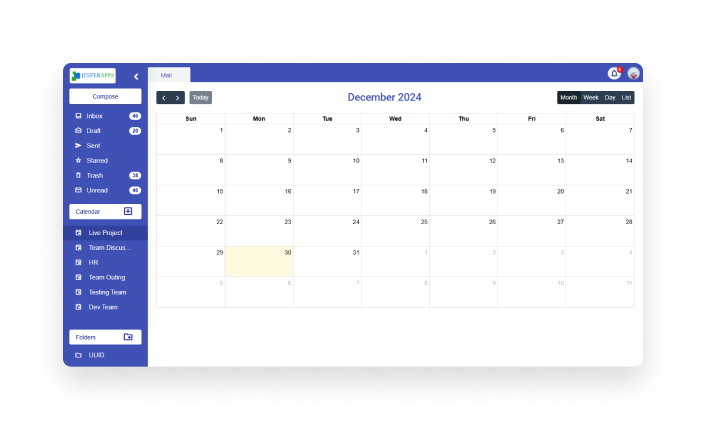 JESPERAPPS
Mail
Compose
Inbox 46
Draft 20
Sent
Starred
Trash 38
Unread 46
Calendar
Live Project
Team Discus...
HR
Team Outing
Testing Team
Dev Team
Folders
UUID
Today
December 2024
Month Week Day List
Sun Mon Tue Wed Thu Fri Sat
1 2 3 4 5 6 7
8 9 10 11 12 13 14
15 16 17 18 19 20 21
22 23 24 25 26 27 28
29 30 31 1 2 3 4
5 6 7 8 9 10 11